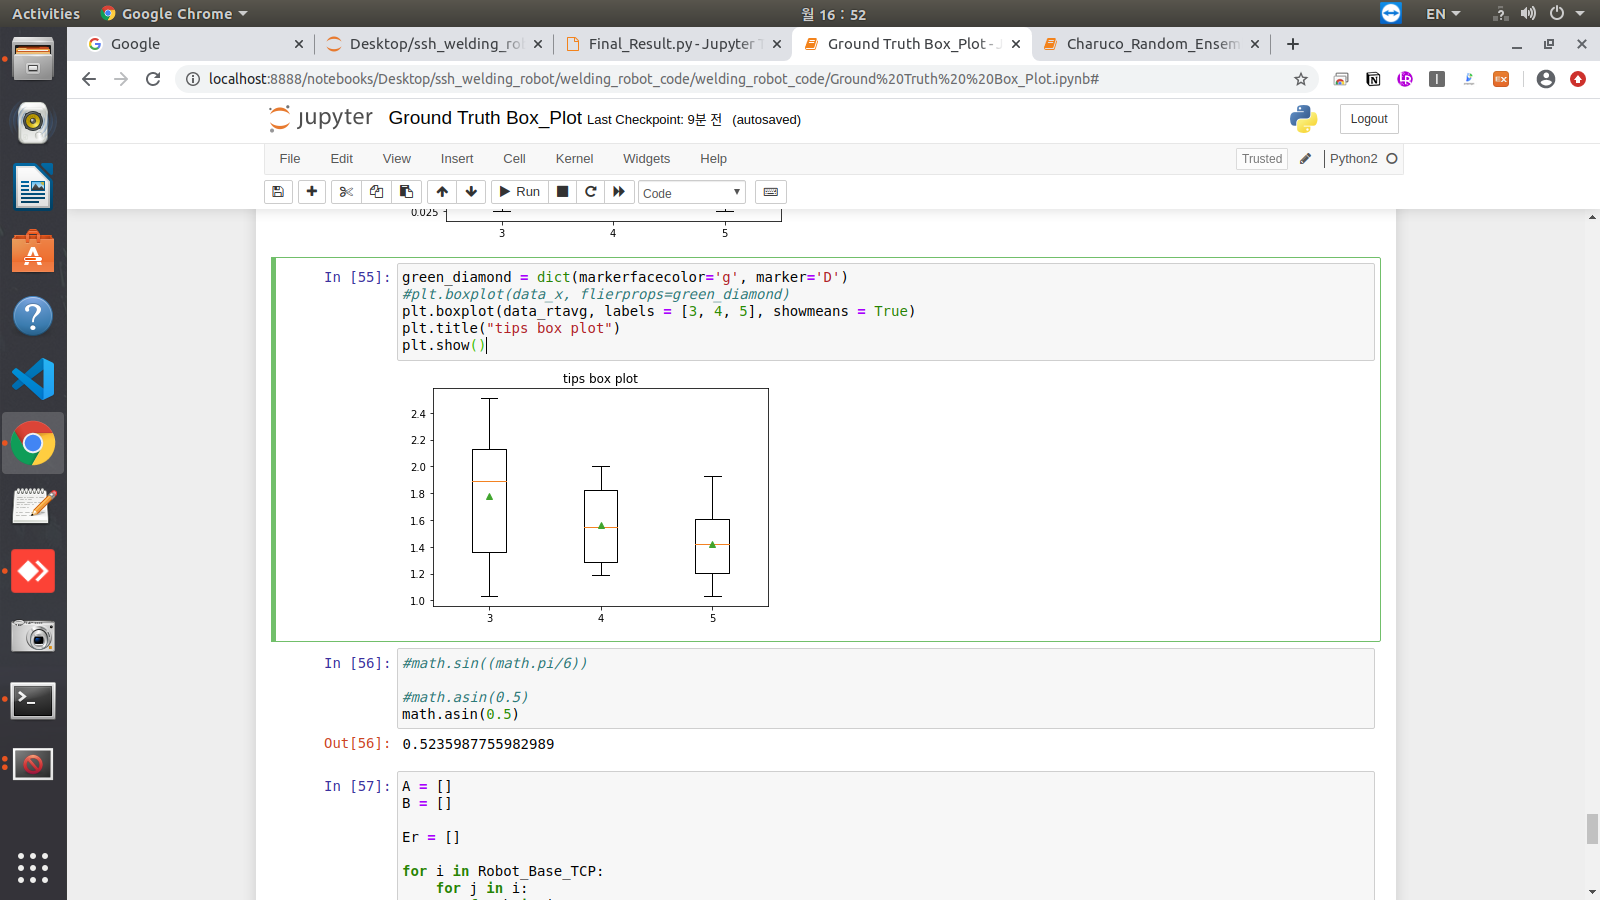 Activities
Google Chrome
월 16 : 52
EN
Google
Desktop/ssh_welding_rol
Final_Result.py - Jupyter T
Ground Truth Box_Plot - J
Charuco_Random_Ensem
localhost:8888/notebooks/Desktop/ssh_welding_robot/welding_robot_code/welding_robot_code/Ground%20Truth%20%20Box_Plot.ipynb#
jupyter
Ground Truth Box_Plot Last Checkpoint: 9분 전 (autosaved)
Logout
File Edit View Insert Cell Kernel Widgets Help
Trusted
Python2
Run
Code
0.025
3 4 5
In [55]:
green_diamond = dict(markerfacecolor='g', marker='D')
#plt.boxplot(data_x, flierprops=green_diamond)
plt.boxplot(data_rtavg, labels = [3, 4, 5], showmeans = True)
plt.title("tips box plot")
plt.show()
tips box plot
2.4
2.2
2.0
1.8
1.6
1.4
1.2
1.0
3 4 5
In [56]:
#math.sin((math.pi/6))
#math.asin(0.5)
math.asin(0.5)
Out[56]: 0.5235987755982989
In [57]:
A = []
B = []
Er = []
for i in Robot_Base_TCP:
for j in i: